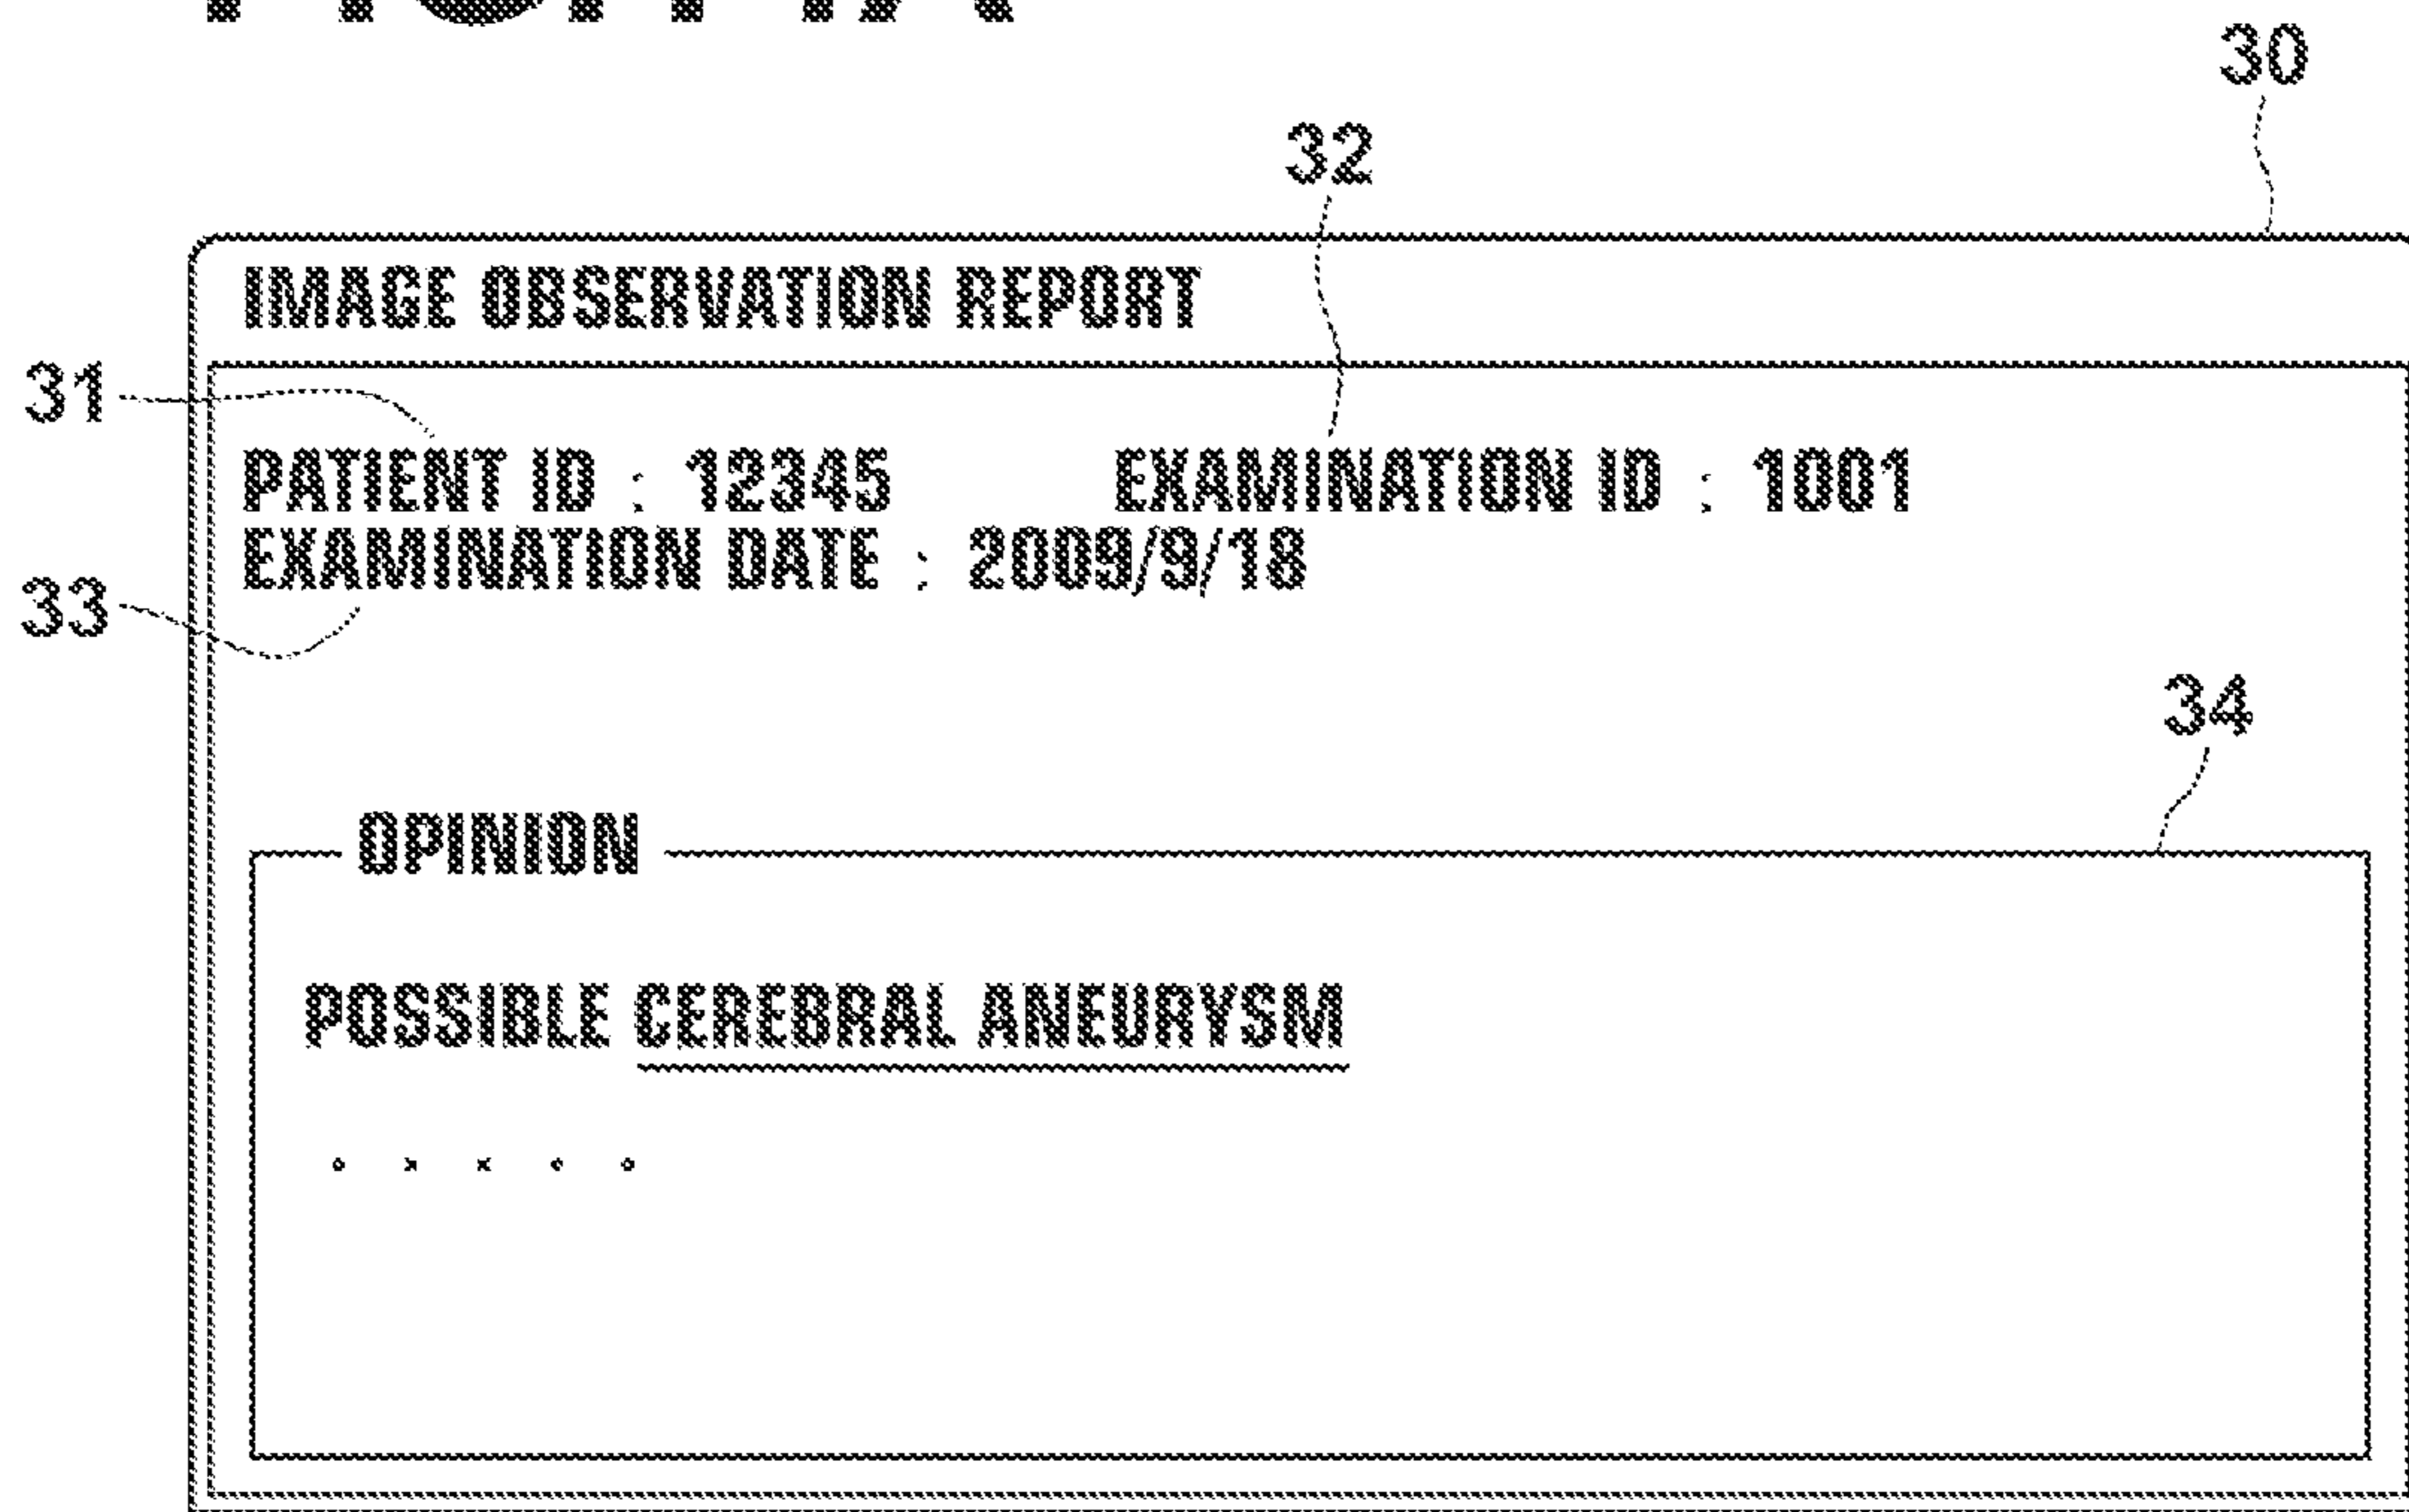 30
32
IMAGE OBSERVATION REPORT
31
PATIENT ID : 12345 EXAMINATION ID : 1001
EXAMINATION DATE : 2009/9/18
33
34
OPINION
POSSIBLE CEREBRAL ANEURYSM
. . . . .